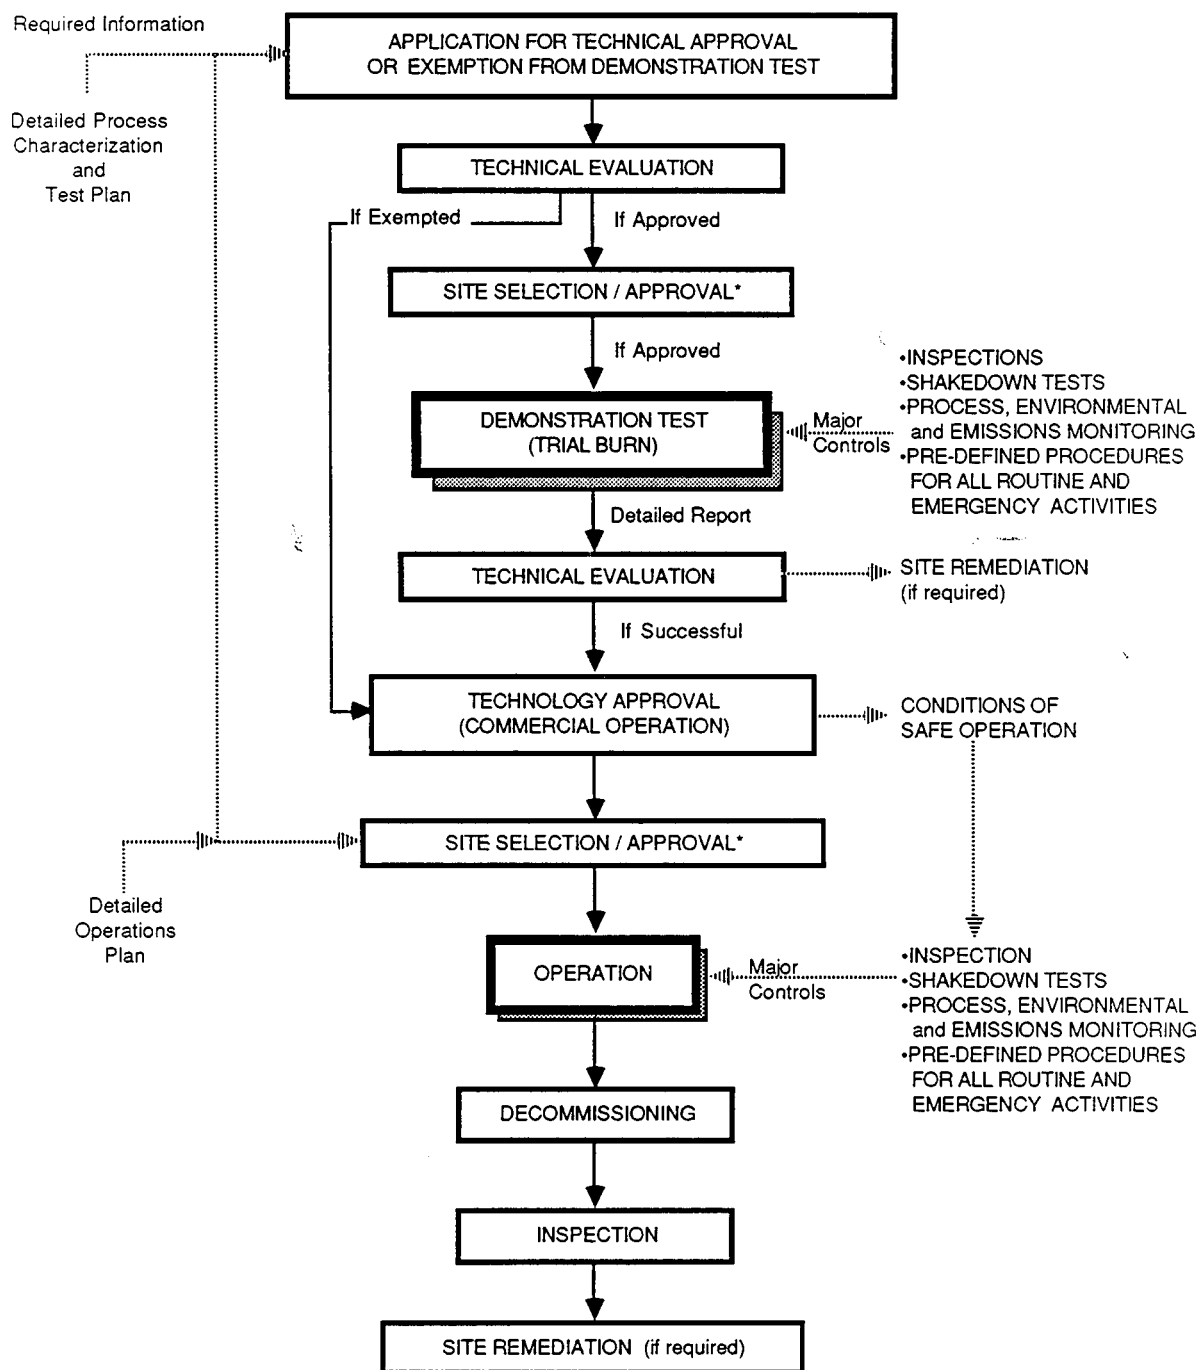 Required Information
APPLICATION FOR TECHNICAL APPROVAL
OR EXEMPTION FROM DEMONSTRATION TEST
Detailed Process
Characterization
and
Test Plan
TECHNICAL EVALUATION
If Exempted
If Approved
SITE SELECTION / APPROVAL*
If Approved
DEMONSTRATION TEST
(TRIAL BURN)
Major
Controls
•INSPECTIONS
•SHAKEDOWN TESTS
•PROCESS, ENVIRONMENTAL
and EMISSIONS MONITORING
•PRE-DEFINED PROCEDURES
FOR ALL ROUTINE AND
EMERGENCY ACTIVITIES
Detailed Report
TECHNICAL EVALUATION
SITE REMEDIATION
(if required)
If Successful
TECHNOLOGY APPROVAL
(COMMERCIAL OPERATION)
CONDITIONS OF
SAFE OPERATION
SITE SELECTION / APPROVAL*
Detailed
Operations
Plan
OPERATION
Major
Controls
•INSPECTION
•SHAKEDOWN TESTS
•PROCESS, ENVIRONMENTAL
and EMISSIONS MONITORING
•PRE-DEFINED PROCEDURES
FOR ALL ROUTINE AND
EMERGENCY ACTIVITIES
DECOMMISSIONING
INSPECTION
SITE REMEDIATION (if required)